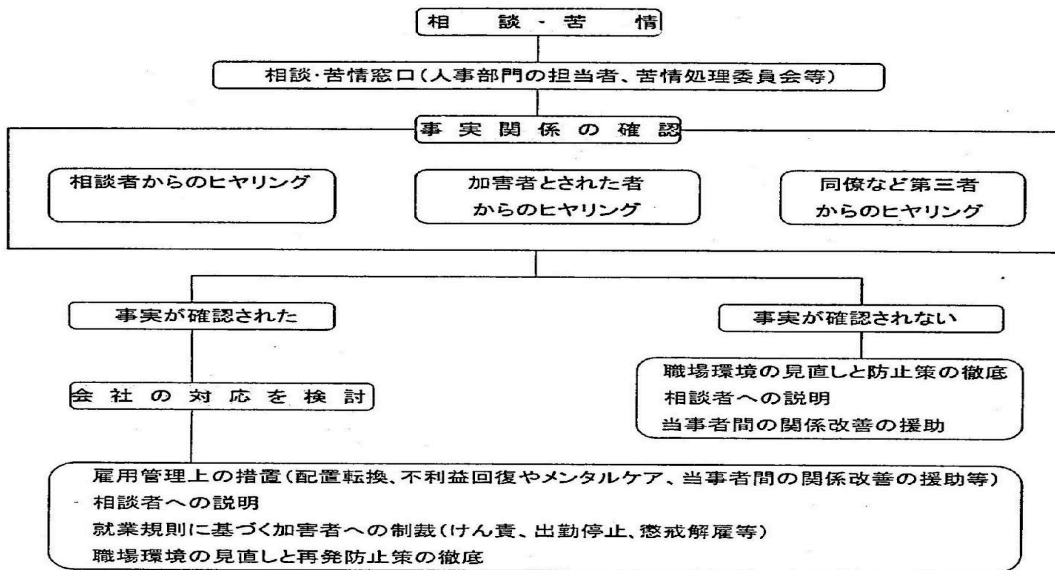 相談・苦情
相談・苦情窓口(人事部門の担当者、苦情処理委員会等)
事実関係の確認
相談者からのヒヤリング
加害者とされた者
からのヒヤリング
同僚など第三者
からのヒヤリング
事実が確認された
事実が確認されない
会社の対応を検討
職場環境の見直しと防止策の徹底
相談者への説明
当事者間の関係改善の援助
雇用管理上の措置(配置転換、不利益回復やメンタルケア、当事者間の関係改善の援助等)
相談者への説明
就業規則に基づく加害者への制裁(けん責、出勤停止、懲戒解雇等)
職場環境の見直しと再発防止策の徹底